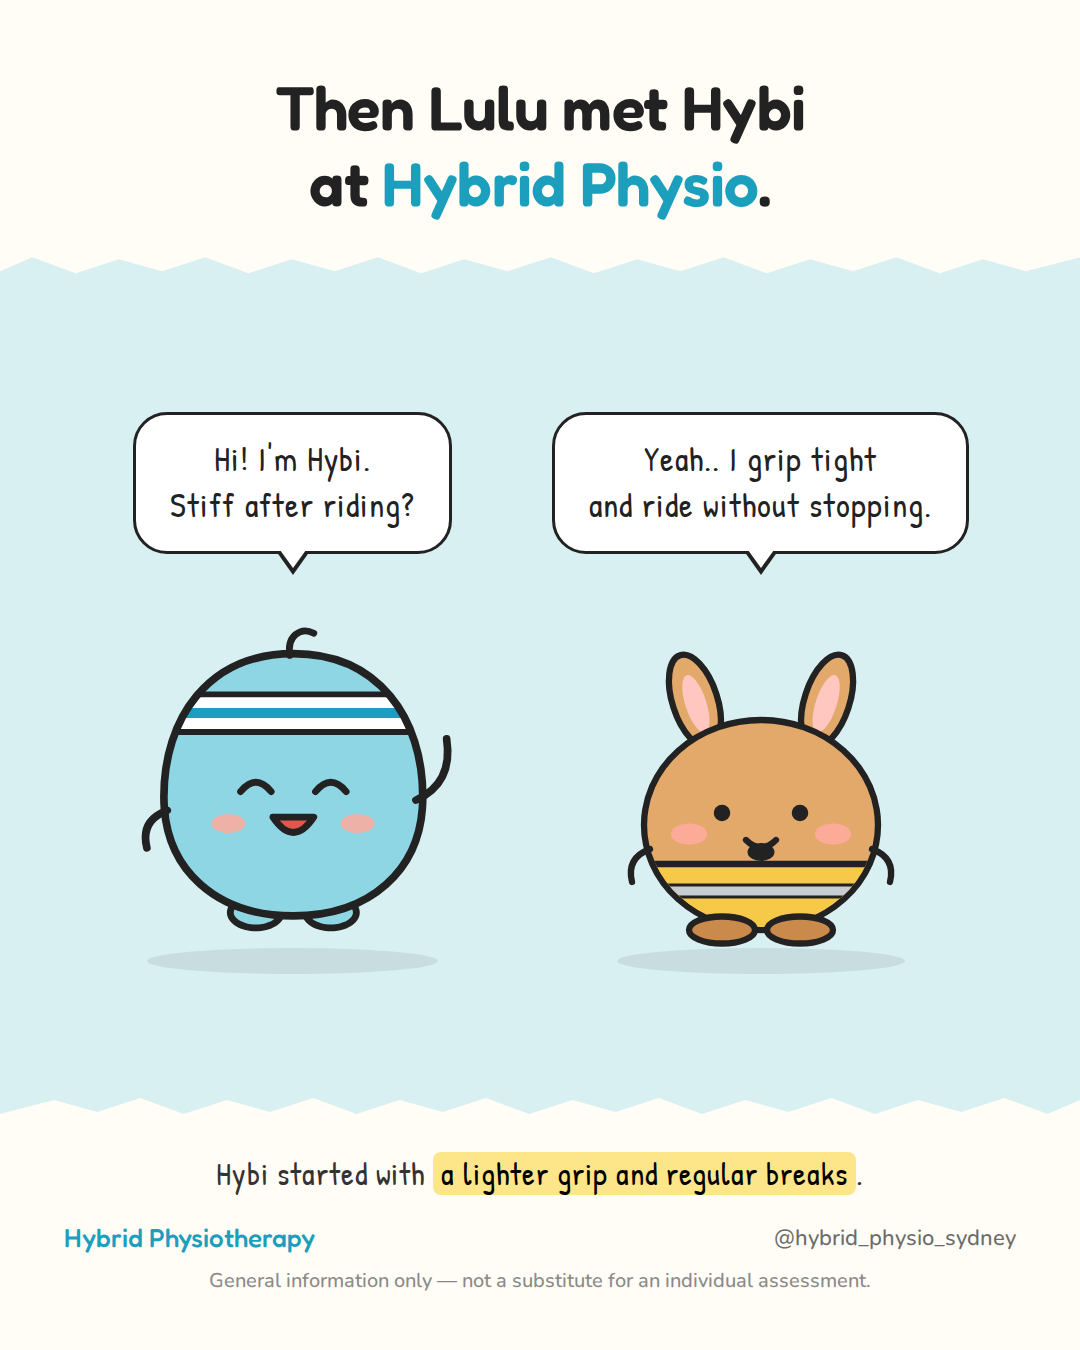 Then Lulu met Hybi
at Hybrid Physio.
Hi! I'm Hybi.
Stiff after riding?
Yeah.. I grip tight
and ride without stopping.
Hybi started with a lighter grip and regular breaks.
Hybrid Physiotherapy
@hybrid_physio_sydney
General information only — not a substitute for an individual assessment.